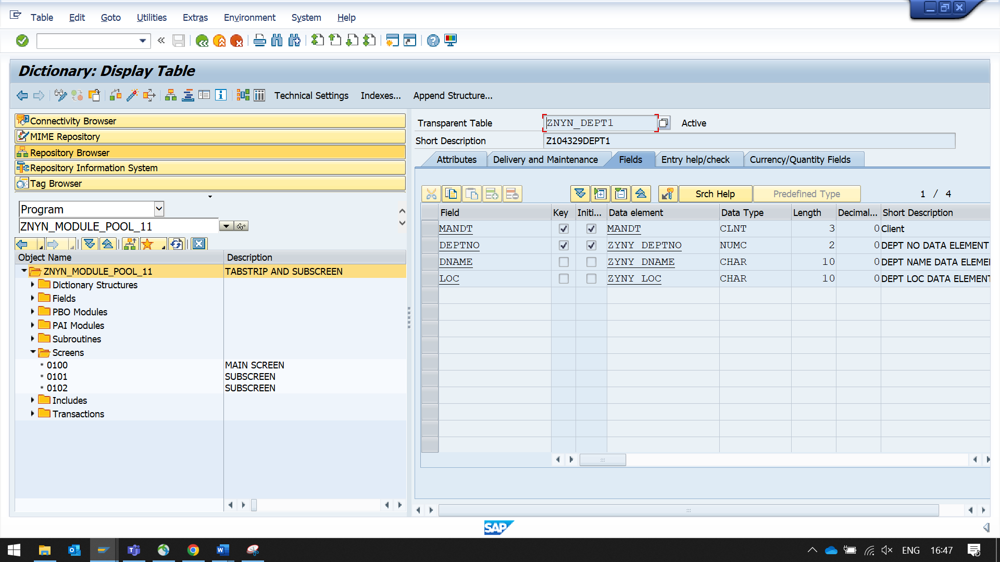 Table Edit Goto Utilities Extras Environment System Help
Dictionary: Display Table
Technical Settings Indexes... Append Structure...
Connectivity Browser
MIME Repository
Repository Browser
Repository Information System
Tag Browser
Program
ZNYN_MODULE_POOL_11
Object Name Description
ZNYN_MODULE_POOL_11 TABSTRIP AND SUBSCREEN
Dictionary Structures
Fields
PBO Modules
PAI Modules
Subroutines
Screens
0100 MAIN SCREEN
0101 SUBSCREEN
0102 SUBSCREEN
Includes
Transactions
Transparent Table ZNYN_DEPT1 Active
Short Description Z104329DEPT1
Attributes Delivery and Maintenance Fields Entry help/check Currency/Quantity Fields
Srch Help Predefined Type 1 / 4
Field Key Initi... Data element Data Type Length Decimal... Short Description
MANDT MANDT CLNT 3 0 Client
DEPTNO ZYNY_DEPTNO NUMC 2 0 DEPT NO DATA ELEMENT
DNAME ZYNY_DNAME CHAR 10 0 DEPT NAME DATA ELEME
LOC ZYNY_LOC CHAR 10 0 DEPT LOC DATA ELEMENT
SAP
ENG 16:47